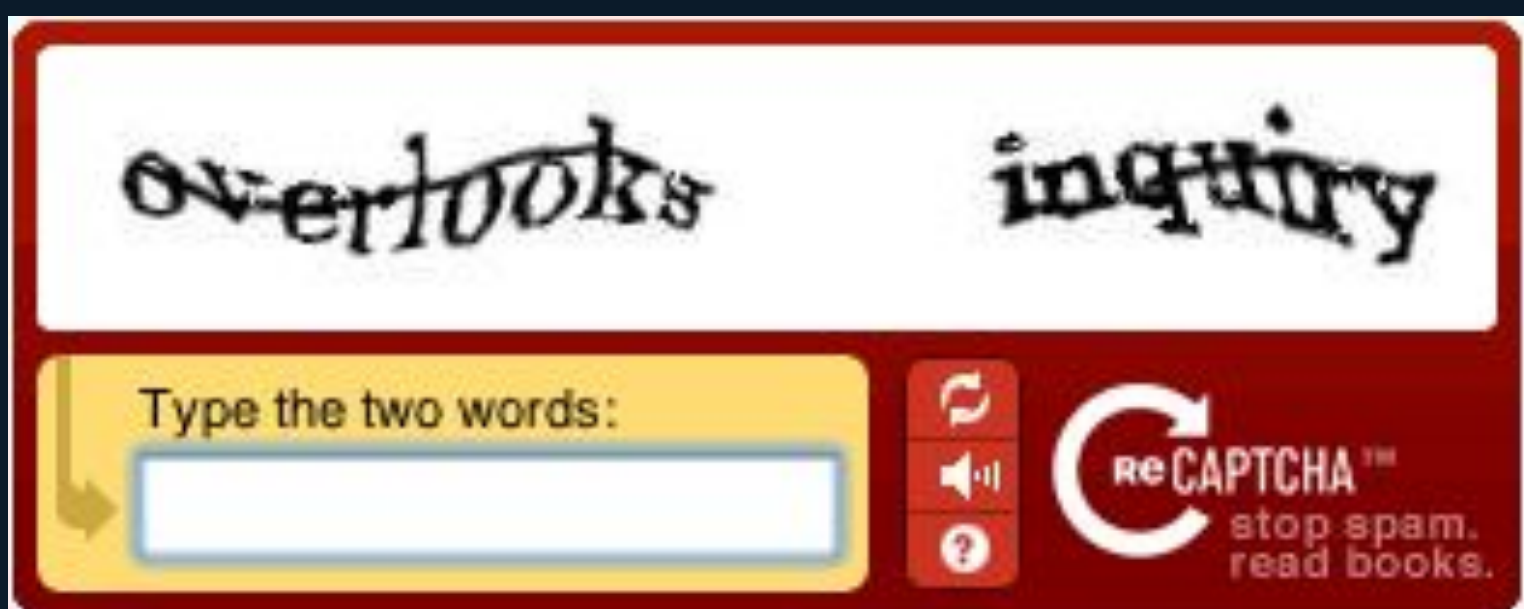 overlooks inquiry
Type the two words:
?
reCAPTCHA™
stop spam.
read books.